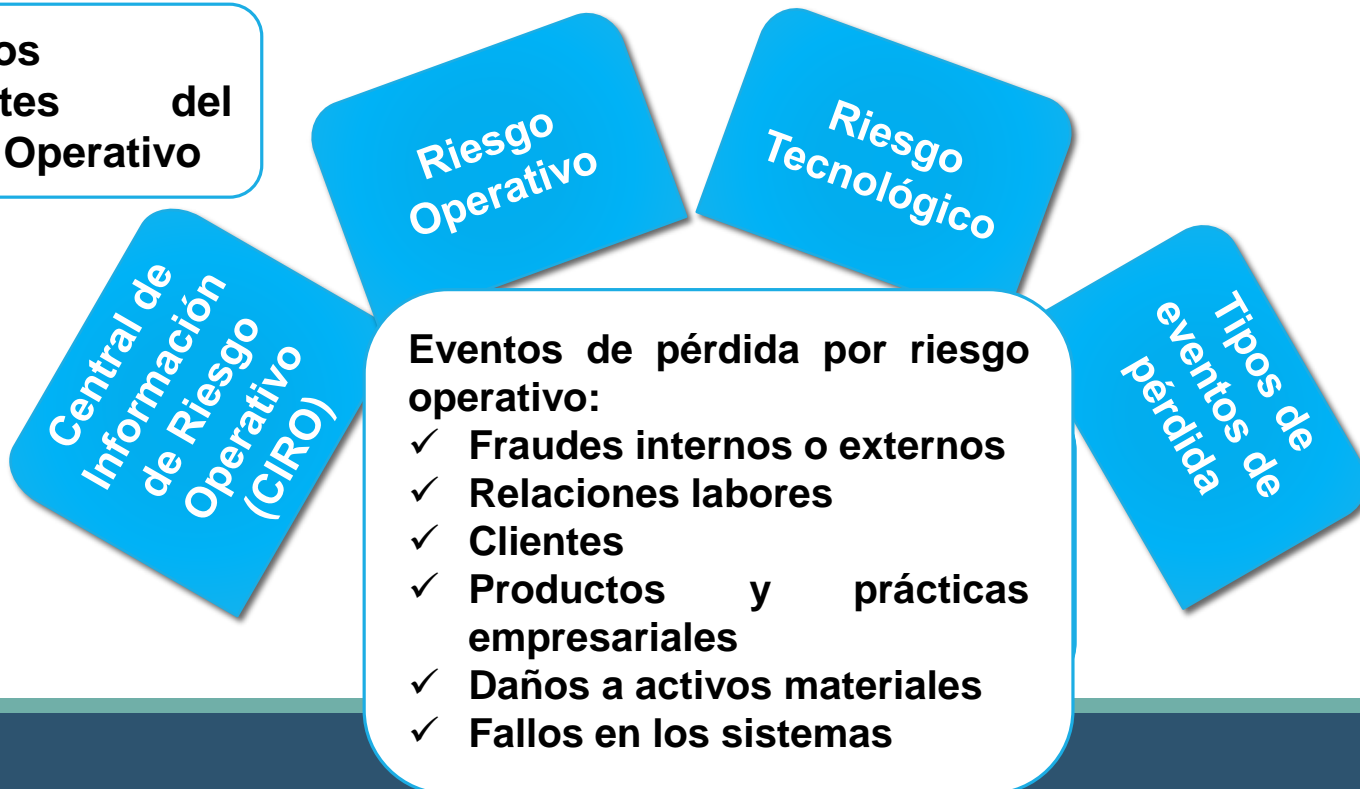 os
tes del
Operativo
Central de
Información
de Riesgo
Operativo
(CIRO)
Riesgo
Operativo
Riesgo
Tecnológico
Tipos de
eventos de
pérdida
Eventos de pérdida por riesgo
operativo:
✓ Fraudes internos o externos
✓ Relaciones labores
✓ Clientes
✓ Productos y prácticas
empresariales
✓ Daños a activos materiales
✓ Fallos en los sistemas